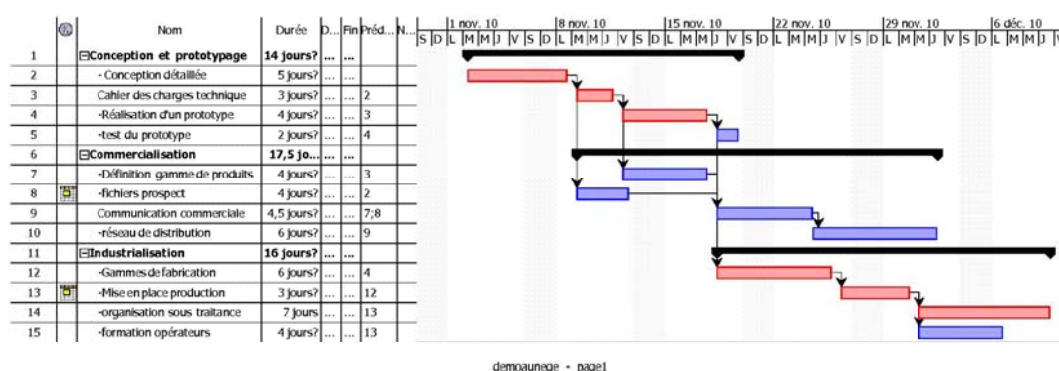 Nom Durée D... Fin Préd... N... 1 nov. 10 8 nov. 10 15 nov. 10 22 nov. 10 29 nov. 10 6 déc. 10
S D L M M J V S D L M M J V S D L M M J V S D L M M J V S D L M M J V S D L M M J V
1 Conception et prototypage 14 jours? ... ...
2 - Conception détaillée 5 jours? ... ...
3 Cahier des charges technique 3 jours? ... ... 2
4 -Réalisation d'un prototype 4 jours? ... ... 3
5 -test du prototype 2 jours? ... ... 4
6 Commercialisation 17,5 jo... ... ...
7 -Définition gamme de produits 4 jours? ... ... 3
8 -fichiers prospect 4 jours? ... ... 2
9 Communication commerciale 4,5 jours? ... ... 7;8
10 -réseau de distribution 6 jours? ... ... 9
11 Industrialisation 16 jours? ... ...
12 -Gammes de fabrication 6 jours? ... ... 4
13 -Mise en place production 3 jours? ... ... 12
14 -organisation sous traitance 7 jours ... ... 13
15 -formation opérateurs 4 jours? ... ... 13
demoaunege - page1